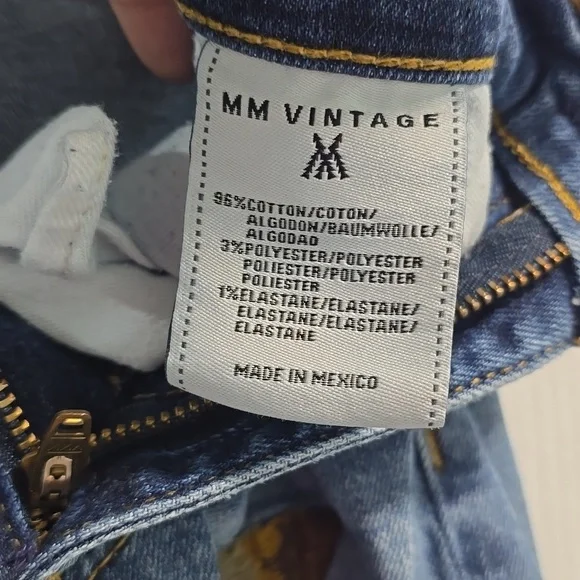 MM VINTAGE
96%COTTON/COTON/
ALGODON/BAUMWOLLE/
ALGODAO
3%POLYESTER/POLYESTER
POLIESTER/POLYESTER
POLIESTER
1%ELASTANE/ELASTANE/
ELASTANE/ELASTANE/
ELASTANE
MADE IN MEXICO